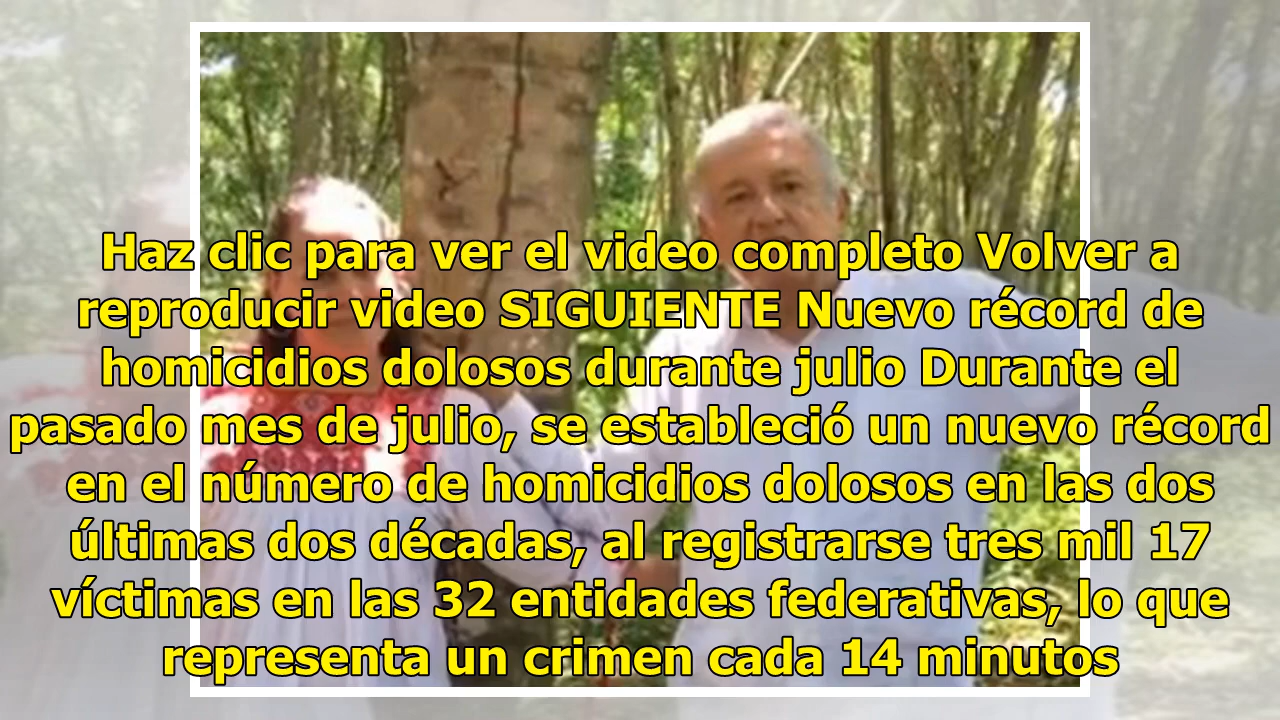 Haz clic para ver el video completo Volver a
reproducir video SIGUIENTE Nuevo récord de
homicidios dolosos durante julio Durante el
pasado mes de julio, se estableció un nuevo récord
en el número de homicidios dolosos en las dos
últimas dos décadas, al registrarse tres mil 17
víctimas en las 32 entidades federativas, lo que
representa un crimen cada 14 minutos